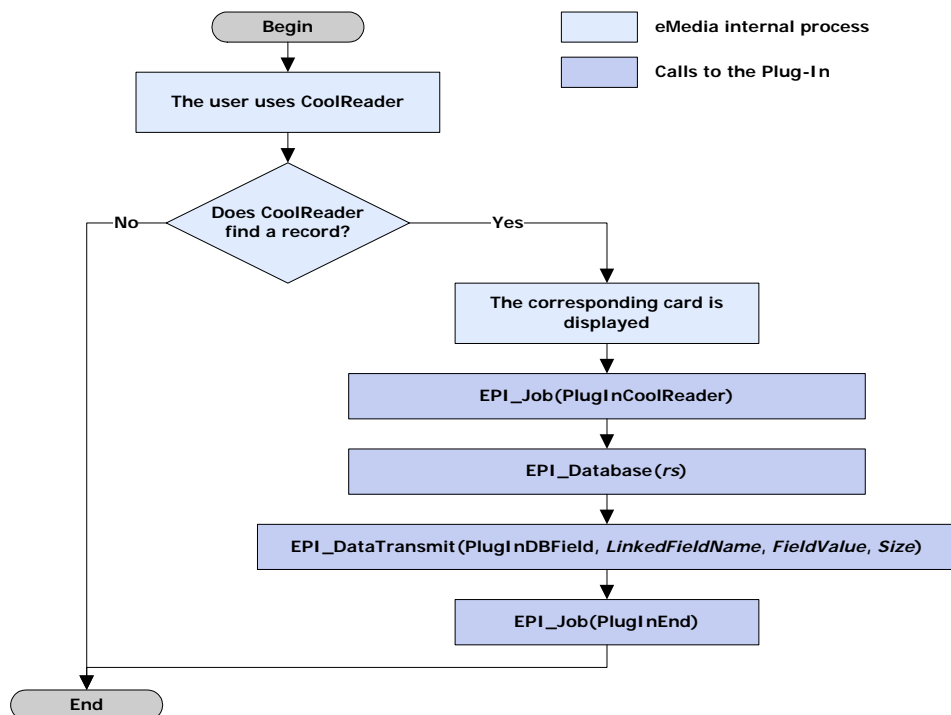 Begin
eMedia internal process
Calls to the Plug-In
The user uses CoolReader
Does CoolReader
find a record?
No
Yes
The corresponding card is
displayed
EPI_Job(PlugInCoolReader)
EPI_Database(rs)
EPI_DataTransmit(PlugInDBField, LinkedFieldName, FieldValue, Size)
EPI_Job(PlugInEnd)
End